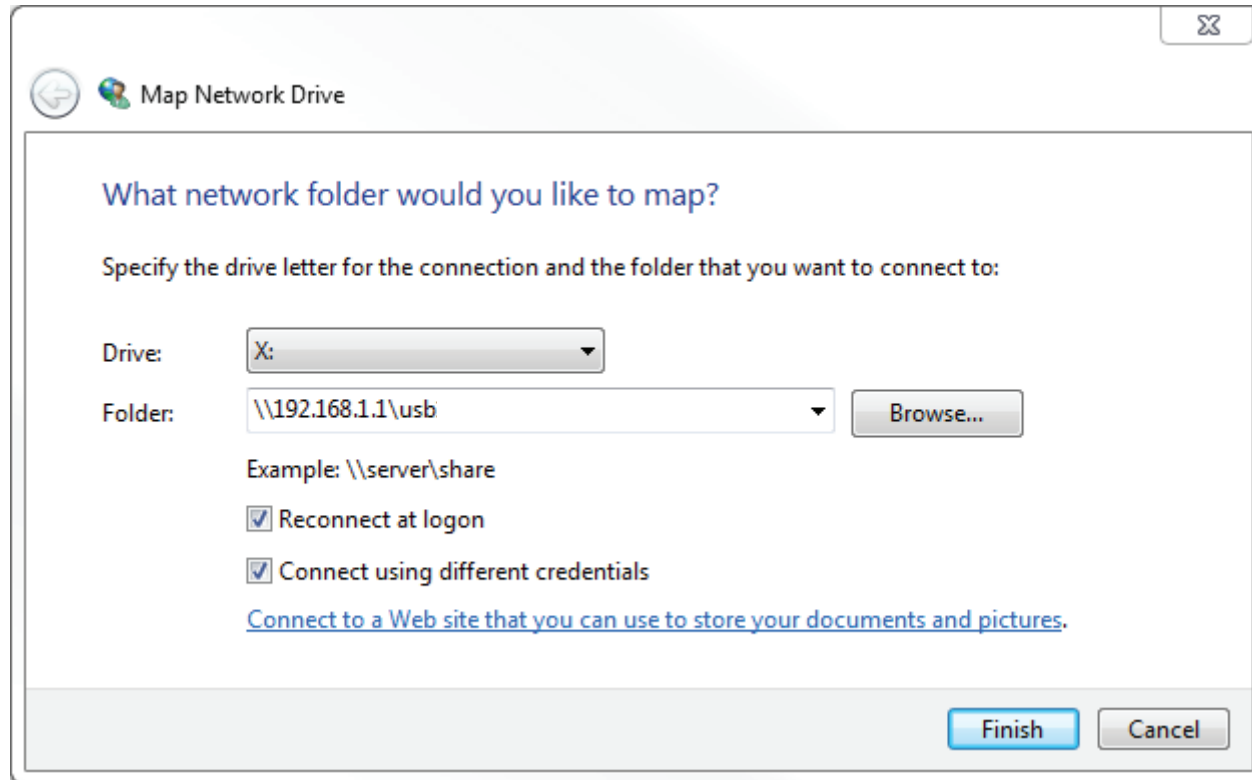 Map Network Drive
What network folder would you like to map?
Specify the drive letter for the connection and the folder that you want to connect to:
Drive: X:
Folder: \\192.168.1.1\usb Browse...
Example: \\server\share
Reconnect at logon
Connect using different credentials
Connect to a Web site that you can use to store your documents and pictures.
Finish Cancel